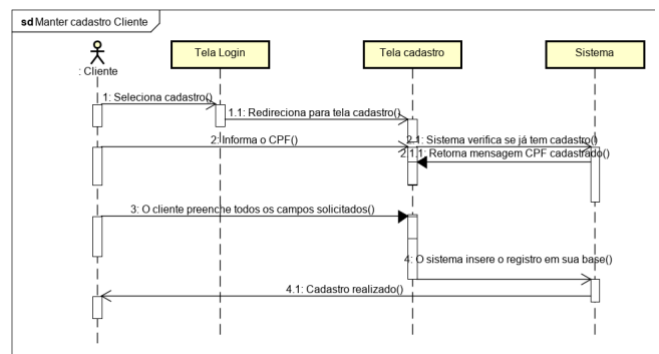 sd Manter cadastro Cliente
: Cliente
Tela Login
Tela cadastro
Sistema
1: Seleciona cadastro()
1.1: Redireciona para tela cadastro()
2: Informa o CPF()
2.1: Sistema verifica se já tem cadastro()
2.1.1: Retorna mensagem CPF cadastrado()
3: O cliente preenche todos os campos solicitados()
4: O sistema insere o registro em sua base()
4.1: Cadastro realizado()